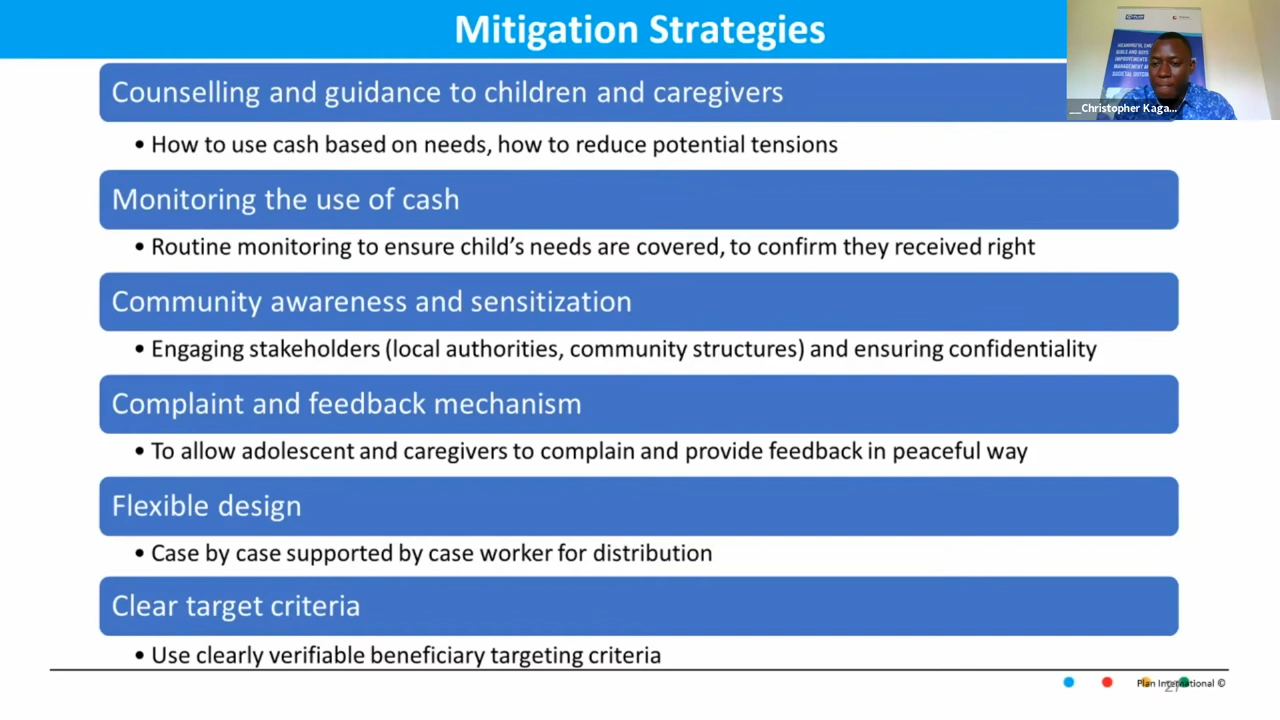 Mitigation Strategies
Counselling and guidance to children and caregivers
• How to use cash based on needs, how to reduce potential tensions
Monitoring the use of cash
• Routine monitoring to ensure child's needs are covered, to confirm they received right
Community awareness and sensitization
• Engaging stakeholders (local authorities, community structures) and ensuring confidentiality
Complaint and feedback mechanism
• To allow adolescent and caregivers to complain and provide feedback in peaceful way
Flexible design
• Case by case supported by case worker for distribution
Clear target criteria
• Use clearly verifiable beneficiary targeting criteria
Plan International ©
27
__Christopher Kaga...